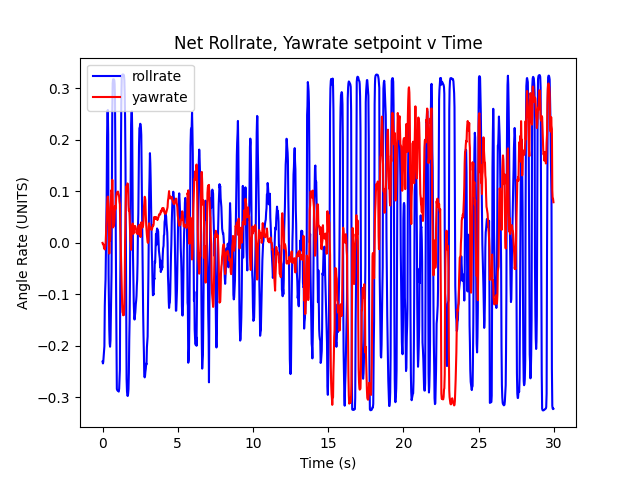 Net Rollrate, Yawrate setpoint v Time
rollrate
yawrate
Angle Rate (UNITS)
0.3
0.2
0.1
0.0
−0.1
−0.2
−0.3
0 5 10 15 20 25 30
Time (s)